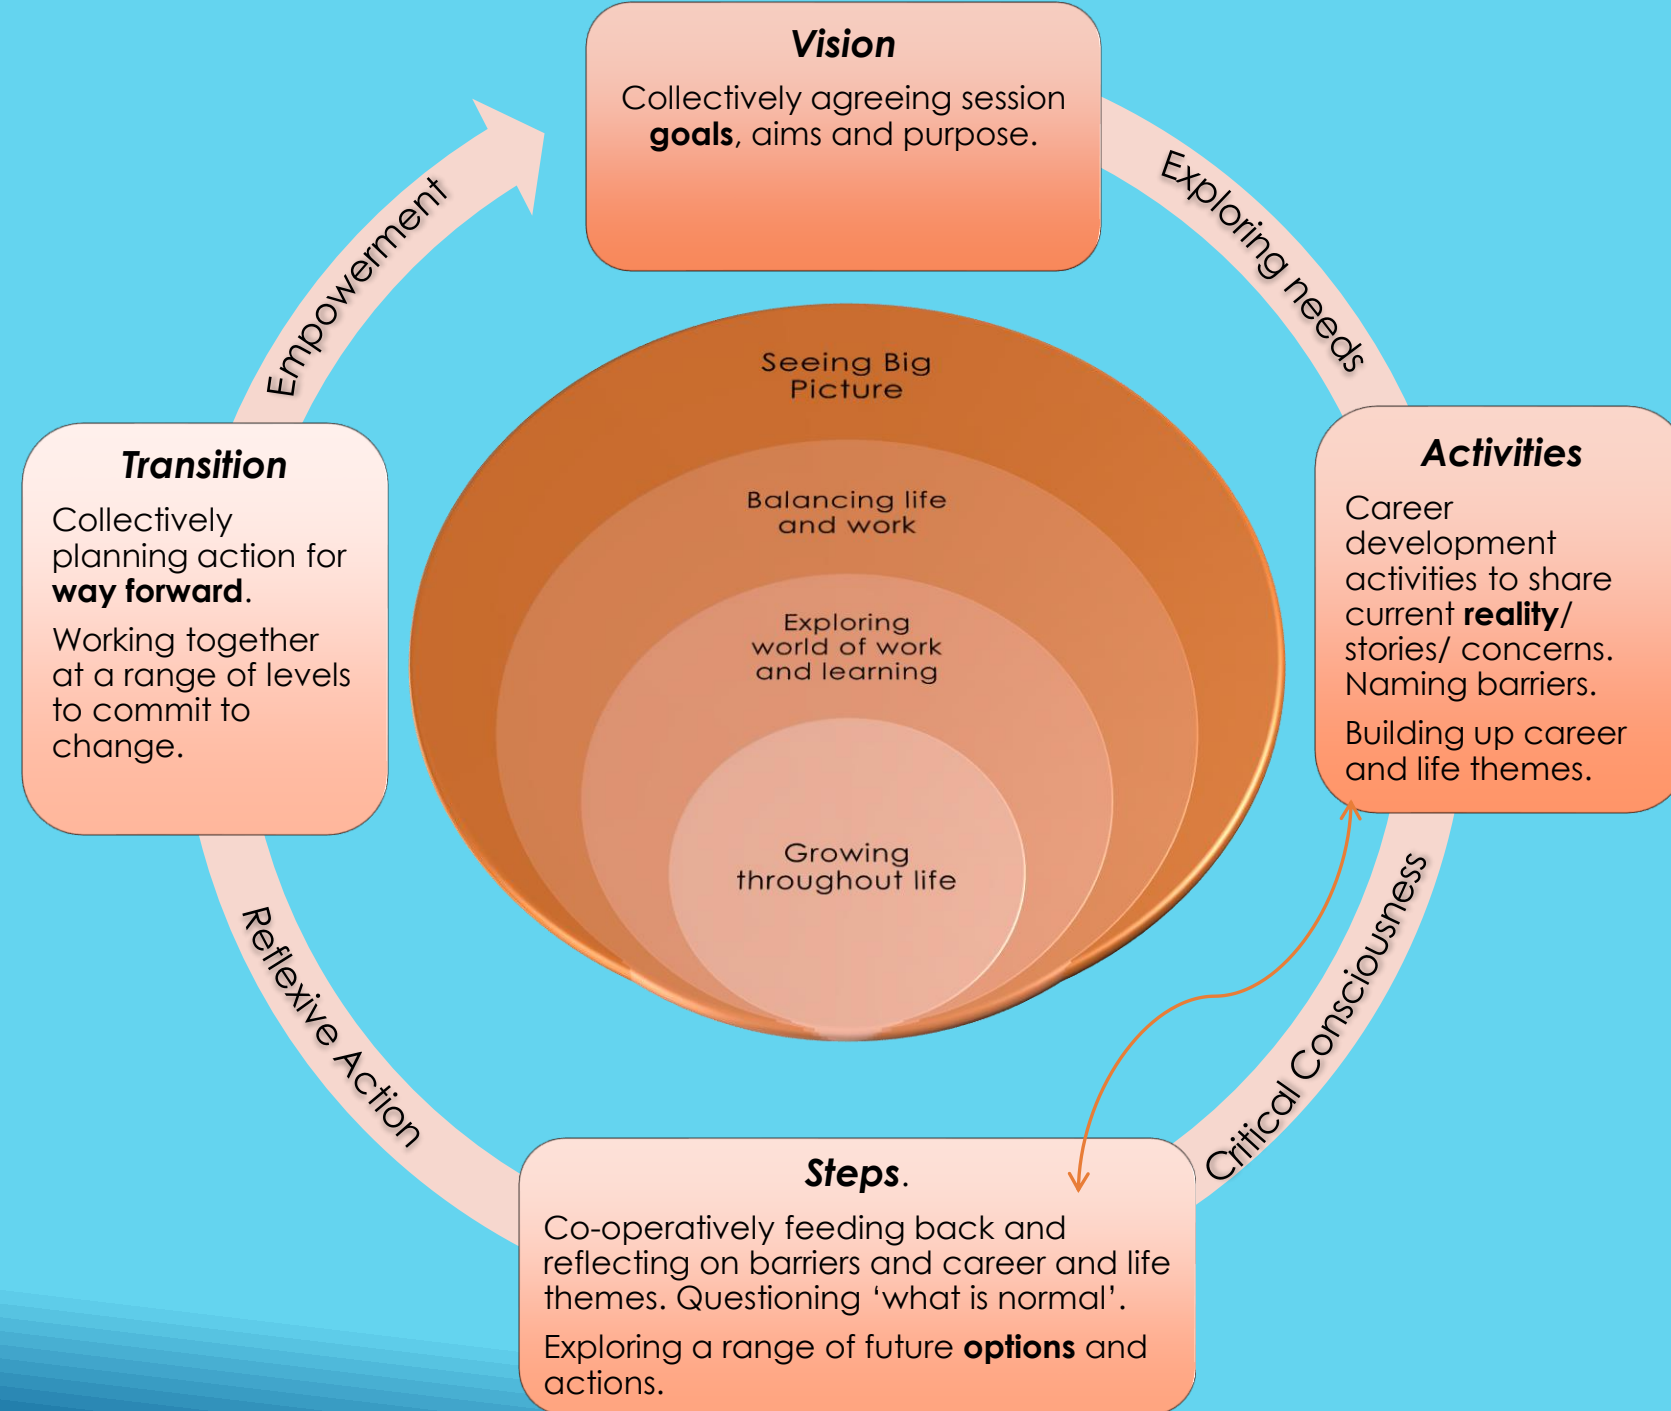 Vision
Collectively agreeing session
goals, aims and purpose.
Exploring needs
Activities
Career
development
activities to share
current reality/
stories/ concerns.
Naming barriers.
Building up career
and life themes.
Critical Consciousness
Steps.
Co-operatively feeding back and
reflecting on barriers and career and life
themes. Questioning ‘what is normal’.
Exploring a range of future options and
actions.
Reflexive Action
Transition
Collectively
planning action for
way forward.
Working together
at a range of levels
to commit to
change.
Empowerment
Seeing Big
Picture
Balancing life
and work
Exploring
world of work
and learning
Growing
throughout life